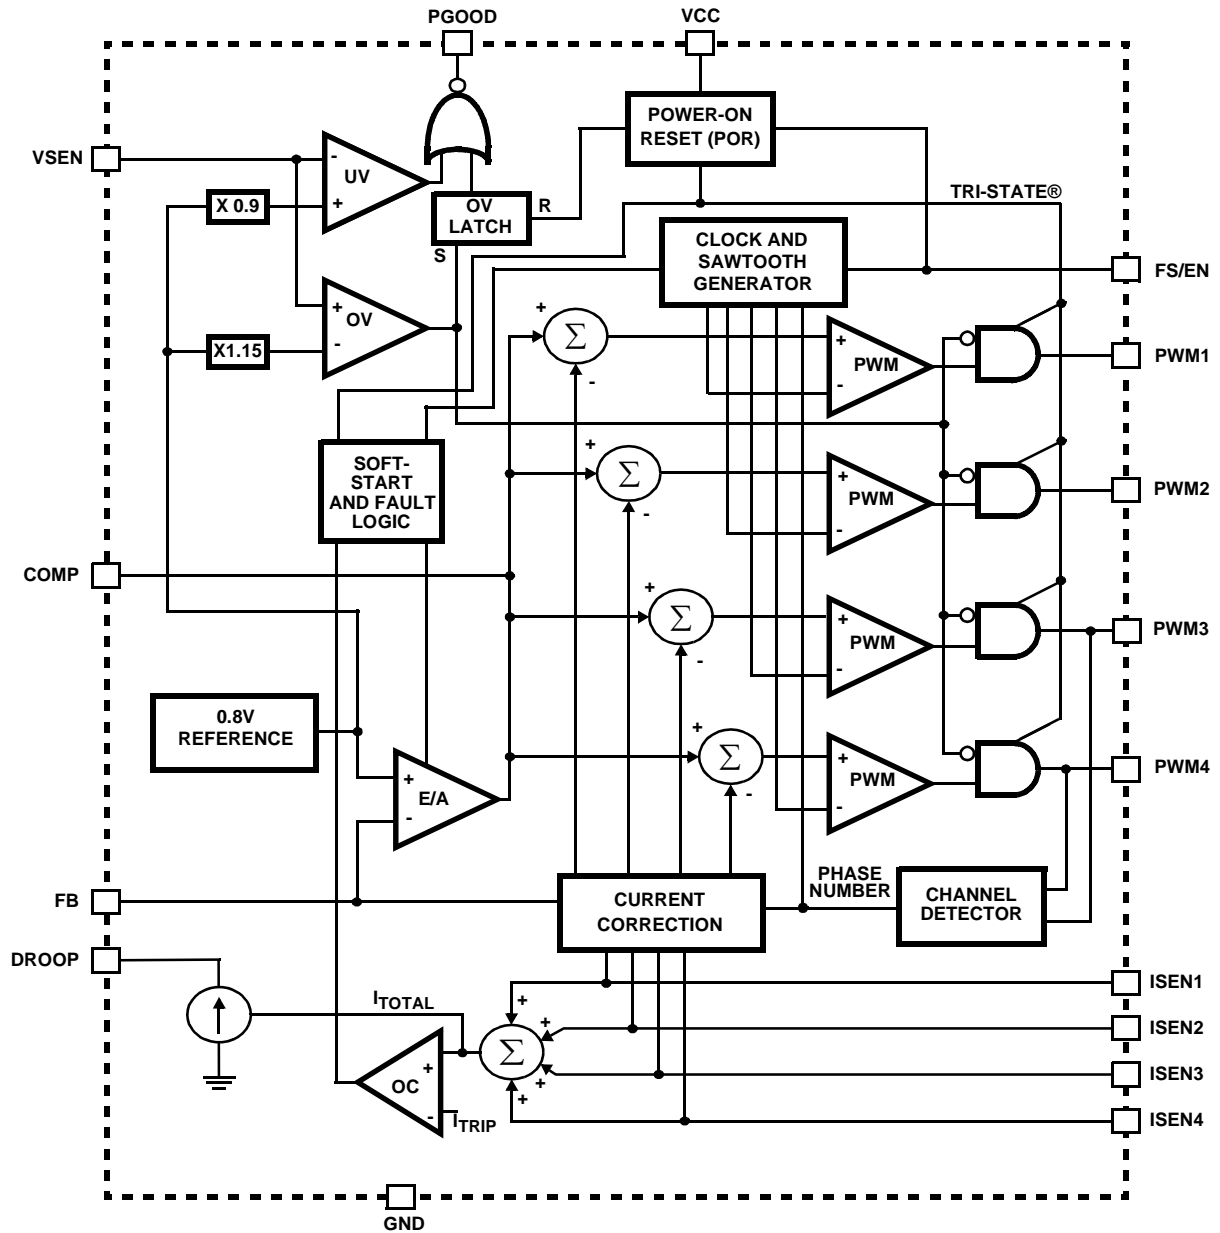 PGOOD
VCC
POWER-ON
RESET (POR)
VSEN
-
UV
+
X 0.9
OV
LATCH
R
S
TRI-STATE®
CLOCK AND
SAWTOOTH
GENERATOR
FS/EN
+
OV
-
X1.15
+
Σ
-
+
PWM
-
PWM1
SOFT-
START
AND FAULT
LOGIC
+
Σ
-
+
PWM
-
PWM2
COMP
+
Σ
-
+
PWM
-
PWM3
0.8V
REFERENCE
+
E/A
-
+
Σ
-
+
PWM
-
PWM4
FB
CURRENT
CORRECTION
PHASE
NUMBER
CHANNEL
DETECTOR
DROOP
ITOTAL
+
+
Σ
+
+
ISEN1
ISEN2
ISEN3
ISEN4
+
OC
-
ITRIP
GND